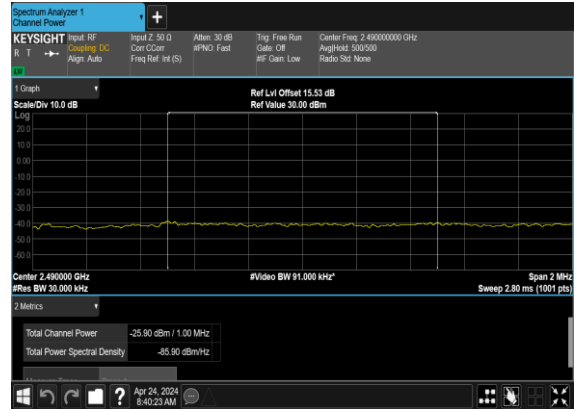 Spectrum Analyzer 1
Channel Power
+
KEYSIGHT Input: RF Input Z: 50 Ω Atten: 30 dB Trig: Free Run Center Freq: 2.490000000 GHz
R T Coupling: DC Corr CCorr #PNO: Fast Gate: Off Avg|Hold: 500/500
Align: Auto Freq Ref: Int (S) #IF Gain: Low Radio Std: None
1 Graph Ref Lvl Offset 15.53 dB
Scale/Div 10.0 dB Ref Value 30.00 dBm
Log
20.0
10.0
0.00
-10.0
-20.0
-30.0
-40.0
-50.0
-60.0
Center 2.490000 GHz #Video BW 91.000 kHz* Span 2 MHz
#Res BW 30.000 kHz Sweep 2.80 ms (1001 pts)
2 Metrics
Total Channel Power -25.90 dBm / 1.00 MHz
Total Power Spectral Density -85.90 dBm/Hz
? Apr 24, 2024
8:40:23 AM